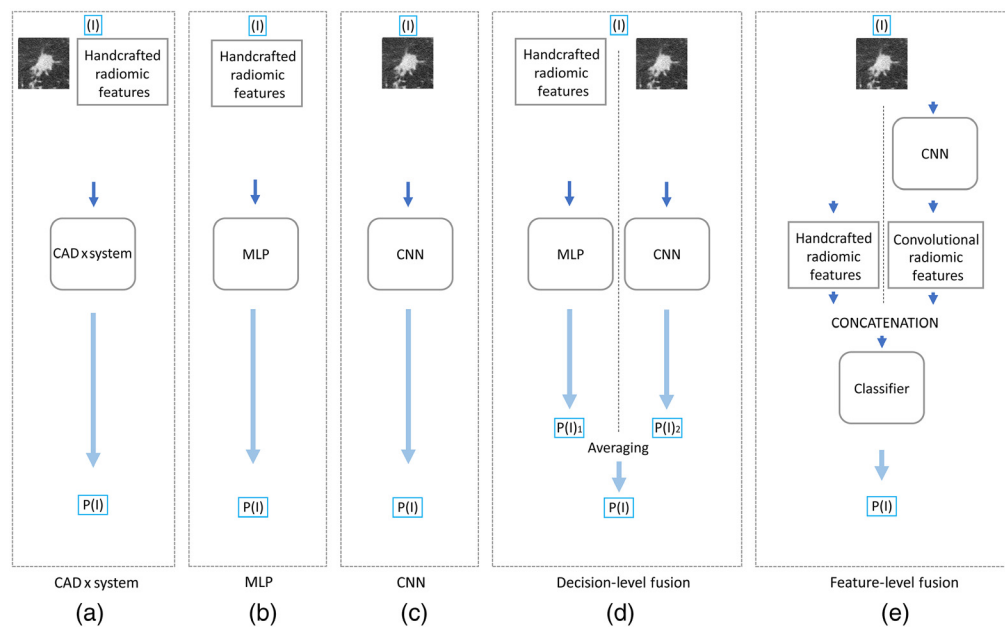 (I)
Handcrafted
radiomic
features
CAD x system
P(I)
CAD x system
(a)
(I)
Handcrafted
radiomic
features
MLP
P(I)
MLP
(b)
(I)
CNN
P(I)
CNN
(c)
(I)
Handcrafted
radiomic
features
MLP
CNN
P(I)1
P(I)2
Averaging
P(I)
Decision-level fusion
(d)
(I)
CNN
Handcrafted
radiomic
features
Convolutional
radiomic
features
CONCATENATION
Classifier
P(I)
Feature-level fusion
(e)